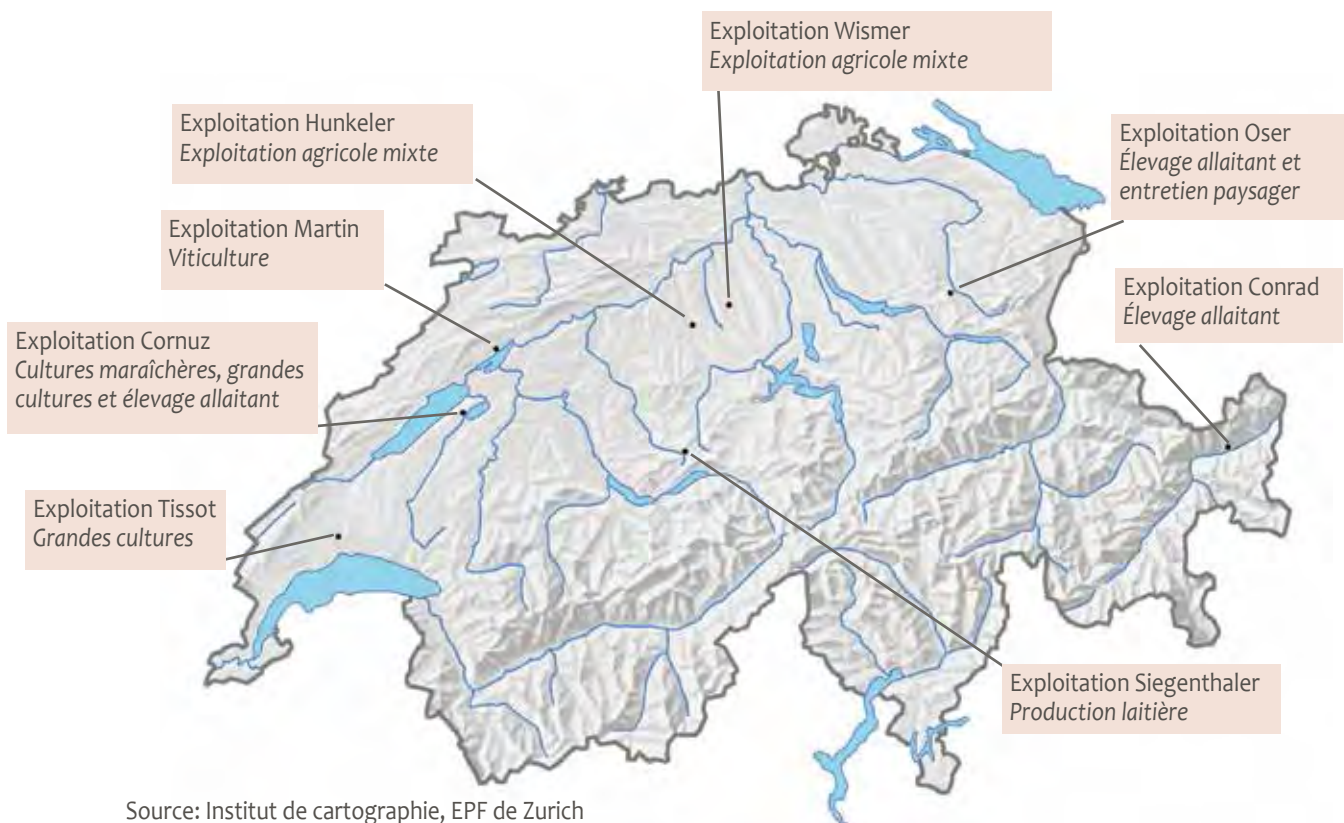 Exploitation Wismer
Exploitation agricole mixte
Exploitation Hunkeler
Exploitation agricole mixte
Exploitation Oser
Élevage allaitant et
entretien paysager
Exploitation Martin
Viticulture
Exploitation Conrad
Élevage allaitant
Exploitation Cornuz
Cultures maraîchères, grandes
cultures et élevage allaitant
Exploitation Tissot
Grandes cultures
Exploitation Siegenthaler
Production laitière
Source: Institut de cartographie, EPF de Zurich